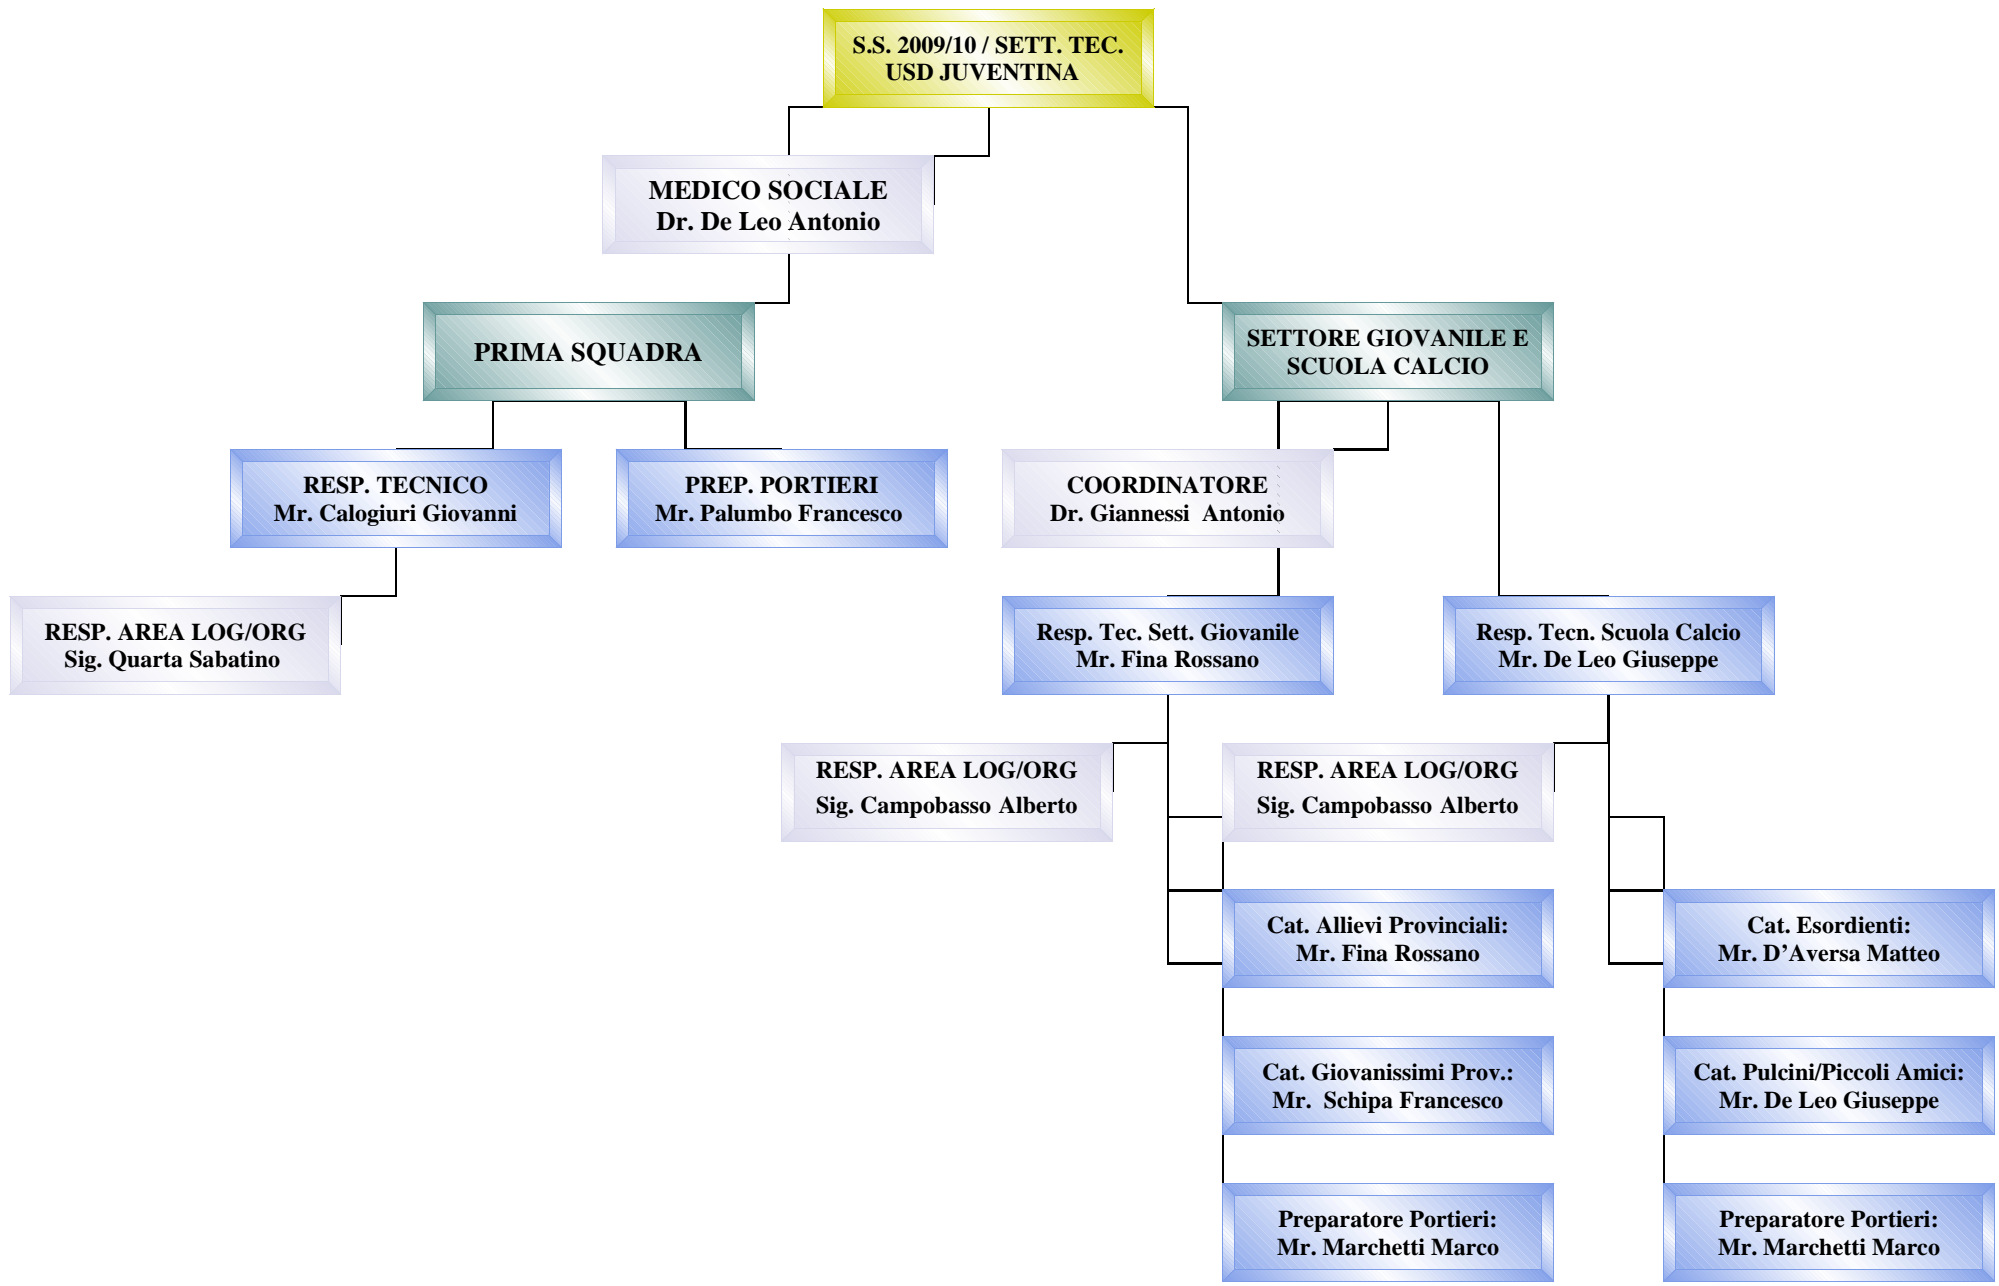 S.S. 2009/10 / SETT. TEC.
USD JUVENTINA
MEDICO SOCIALE
Dr. De Leo Antonio
PRIMA SQUADRA
SETTORE GIOVANILE E
SCUOLA CALCIO
RESP. TECNICO
Mr. Calogiuri Giovanni
PREP. PORTIERI
Mr. Palumbo Francesco
COORDINATORE
Dr. Giannessi Antonio
RESP. AREA LOG/ORG
Sig. Quarta Sabatino
Resp. Tec. Sett. Giovanile
Mr. Fina Rossano
Resp. Tecn. Scuola Calcio
Mr. De Leo Giuseppe
RESP. AREA LOG/ORG
Sig. Campobasso Alberto
RESP. AREA LOG/ORG
Sig. Campobasso Alberto
Cat. Allievi Provinciali:
Mr. Fina Rossano
Cat. Esordienti:
Mr. D’Aversa Matteo
Cat. Giovanissimi Prov.:
Mr. Schipa Francesco
Cat. Pulcini/Piccoli Amici:
Mr. De Leo Giuseppe
Preparatore Portieri:
Mr. Marchetti Marco
Preparatore Portieri:
Mr. Marchetti Marco